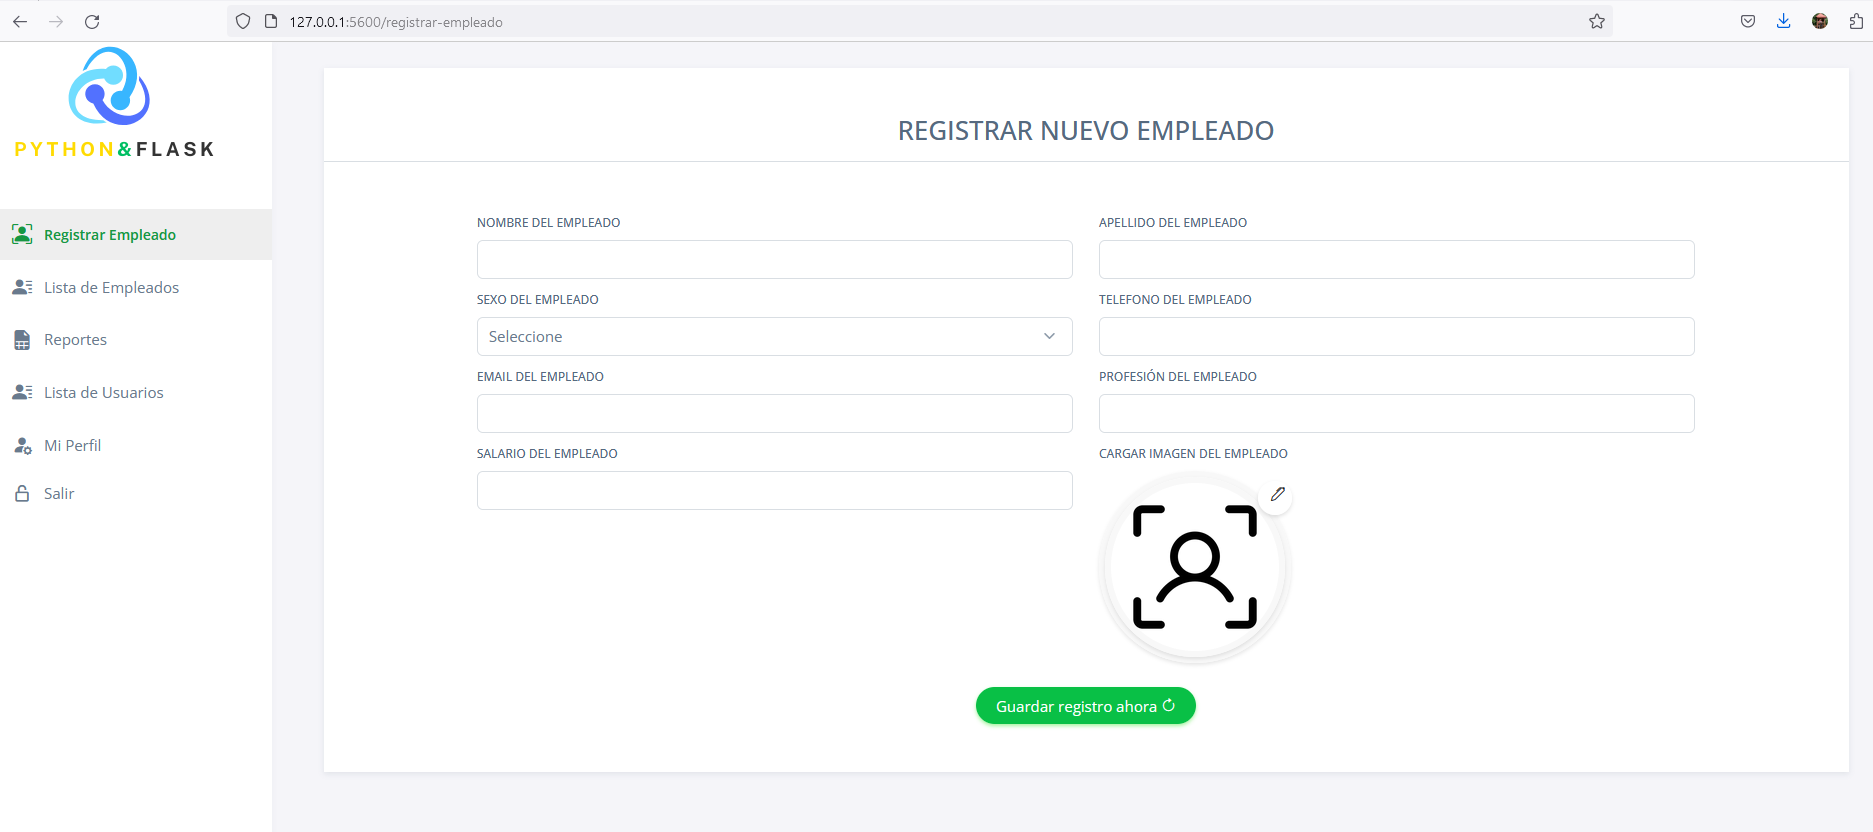 127.0.0.1:5600/registrar-empleado
PYTHON&FLASK
Registrar Empleado
Lista de Empleados
Reportes
Lista de Usuarios
Mi Perfil
Salir
REGISTRAR NUEVO EMPLEADO
NOMBRE DEL EMPLEADO
APELLIDO DEL EMPLEADO
SEXO DEL EMPLEADO
Seleccione
TELEFONO DEL EMPLEADO
EMAIL DEL EMPLEADO
PROFESIÓN DEL EMPLEADO
SALARIO DEL EMPLEADO
CARGAR IMAGEN DEL EMPLEADO
Guardar registro ahora